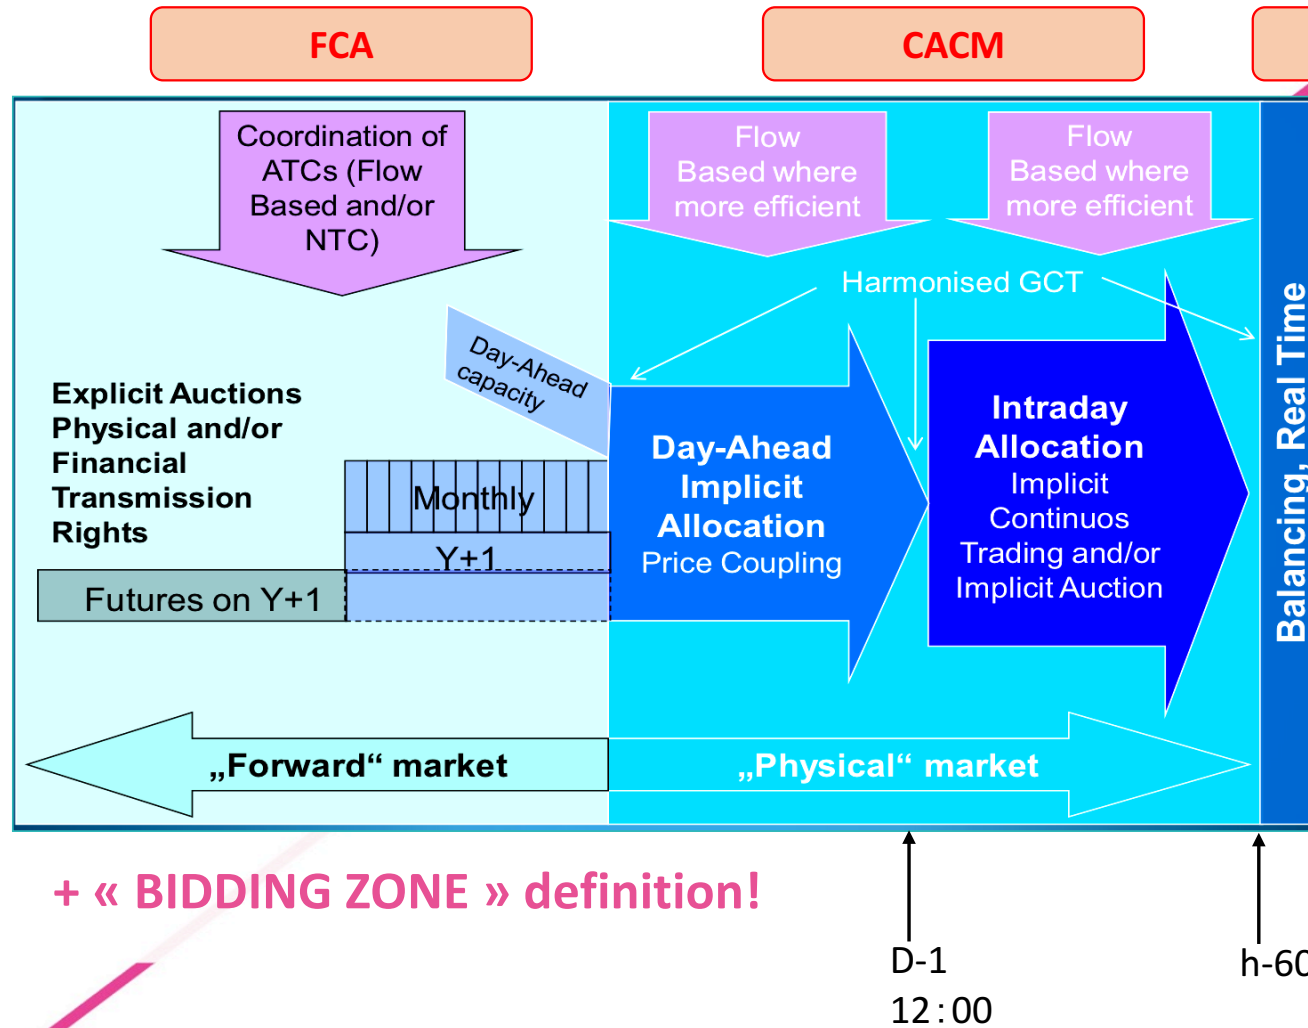 FCA
CACM
Coordination of
ATCs (Flow
Based and/or
NTC)
Flow
Based where
more efficient
Flow
Based where
more efficient
Harmonised GCT
Day-Ahead
capacity
Explicit Auctions
Physical and/or
Financial
Transmission
Rights
Monthly
Y+1
Futures on Y+1
Day-Ahead
Implicit
Allocation
Price Coupling
Intraday
Allocation
Implicit
Continuos
Trading and/or
Implicit Auction
Balancing, Real Time
„Forward“ market
„Physical“ market
+ « BIDDING ZONE » definition!
D-1
12:00
h-60